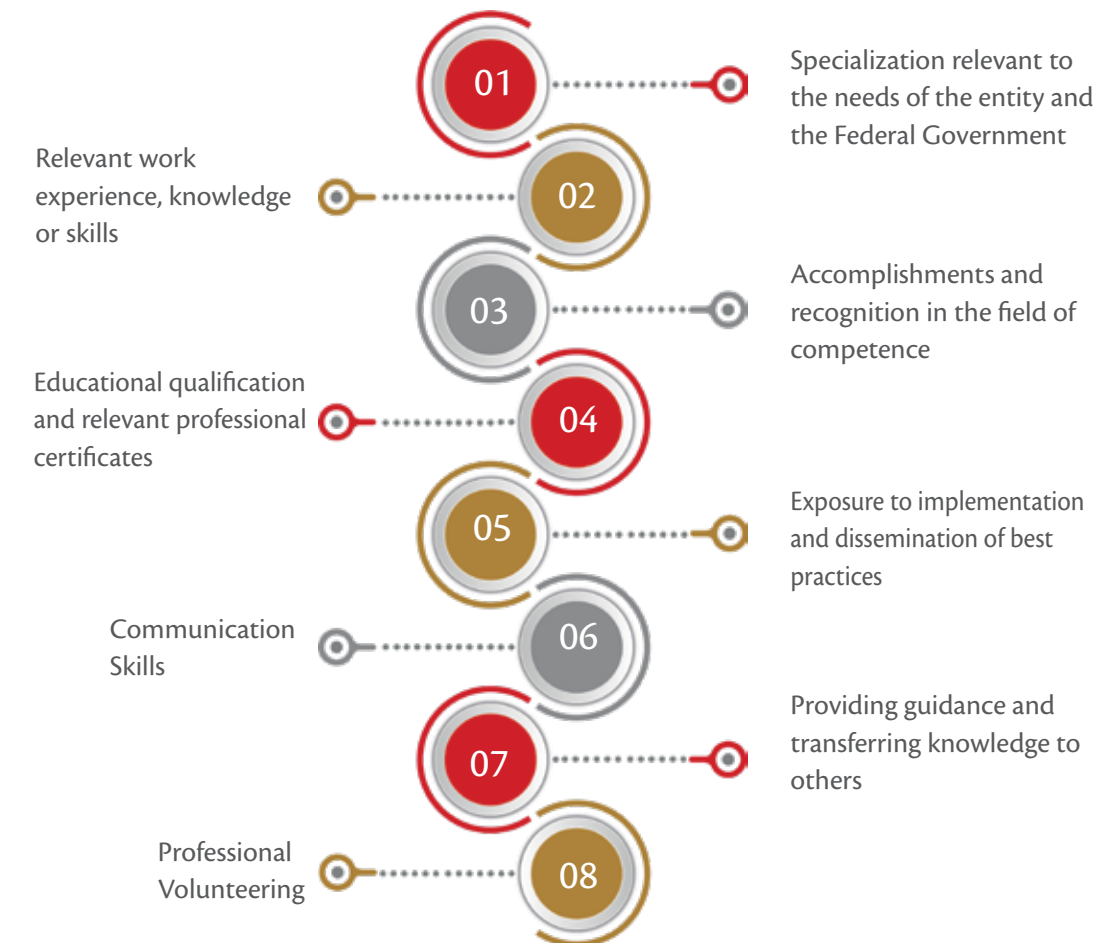 01
Specialization relevant to
the needs of the entity and
the Federal Government
Relevant work
experience, knowledge
or skills
02
03
Accomplishments and
recognition in the field of
competence
Educational qualification
and relevant professional
certificates
04
05
Exposure to implementation
and dissemination of best
practices
Communication
Skills
06
07
Providing guidance and
transferring knowledge to
others
Professional
Volunteering
08